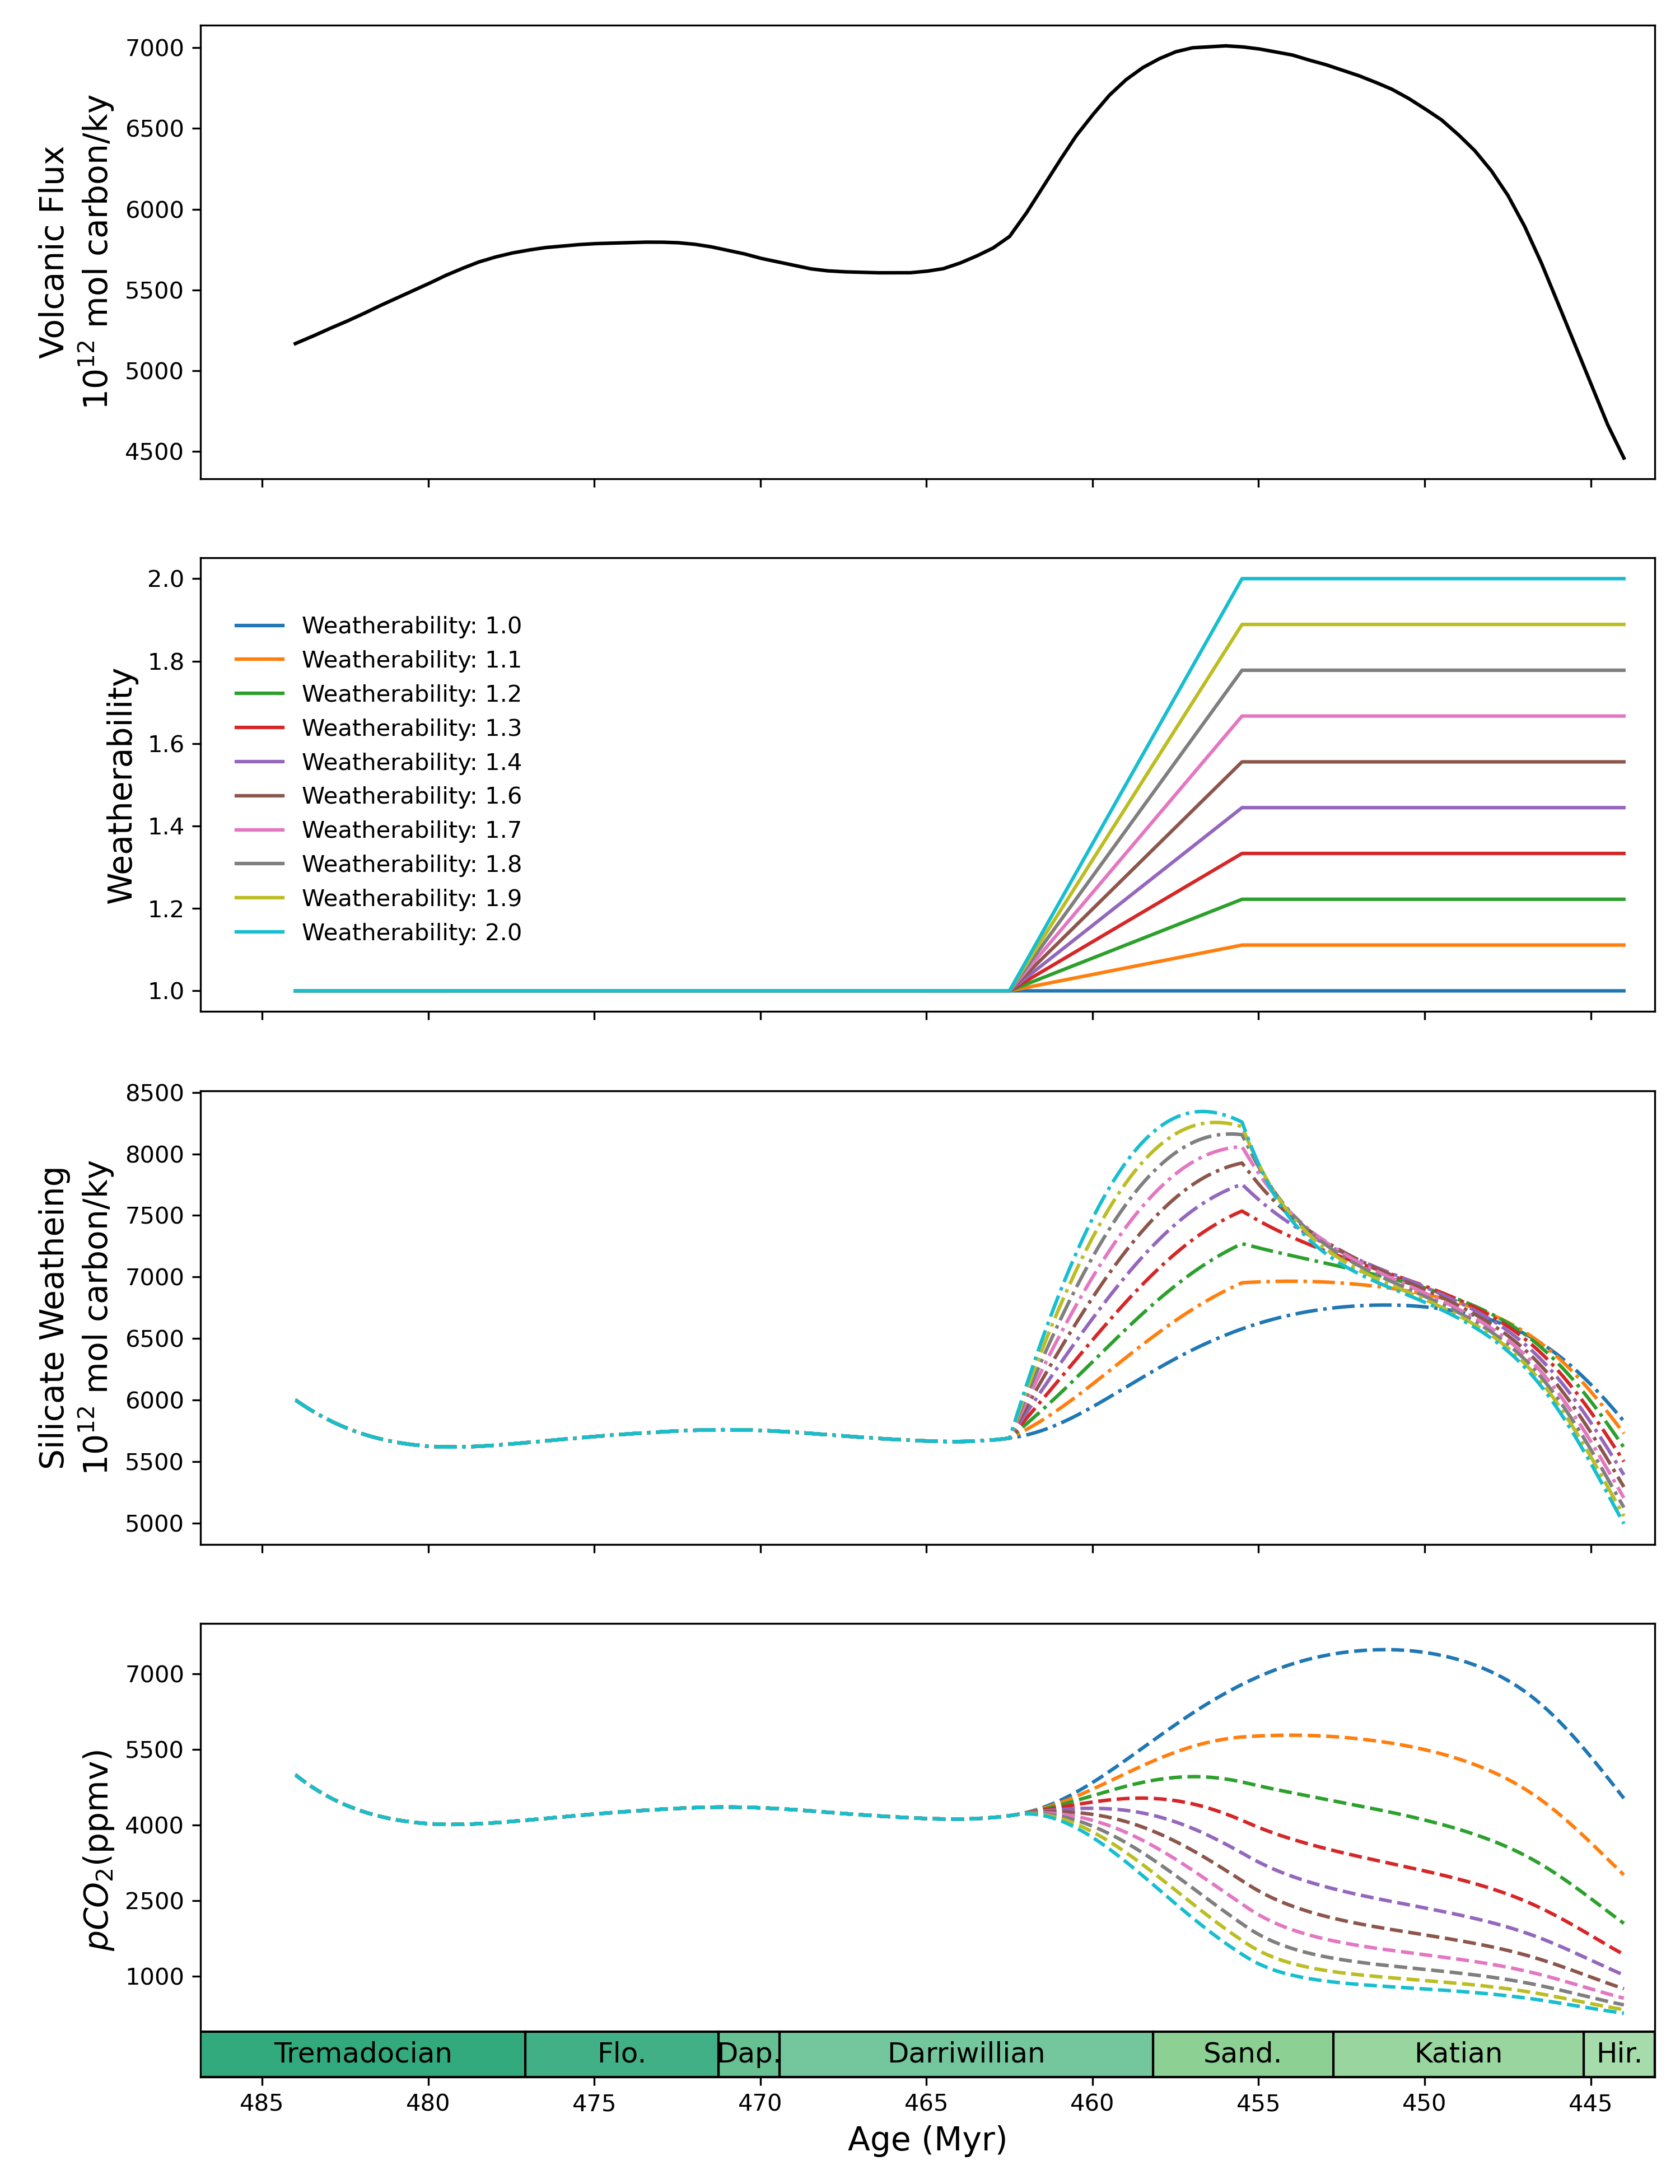 7000
6500
6000
5500
5000
4500
Volcanic Flux
10^12 mol carbon/ky
2.0
1.8
1.6
1.4
1.2
1.0
Weatherability
Weatherability: 1.0
Weatherability: 1.1
Weatherability: 1.2
Weatherability: 1.3
Weatherability: 1.4
Weatherability: 1.6
Weatherability: 1.7
Weatherability: 1.8
Weatherability: 1.9
Weatherability: 2.0
8500
8000
7500
7000
6500
6000
5500
5000
Silicate Weatheing
10^12 mol carbon/ky
7000
5500
4000
2500
1000
pCO₂(ppmv)
Tremadocian Flo. Dap. Darriwillian Sand. Katian Hir.
485 480 475 470 465 460 455 450 445
Age (Myr)